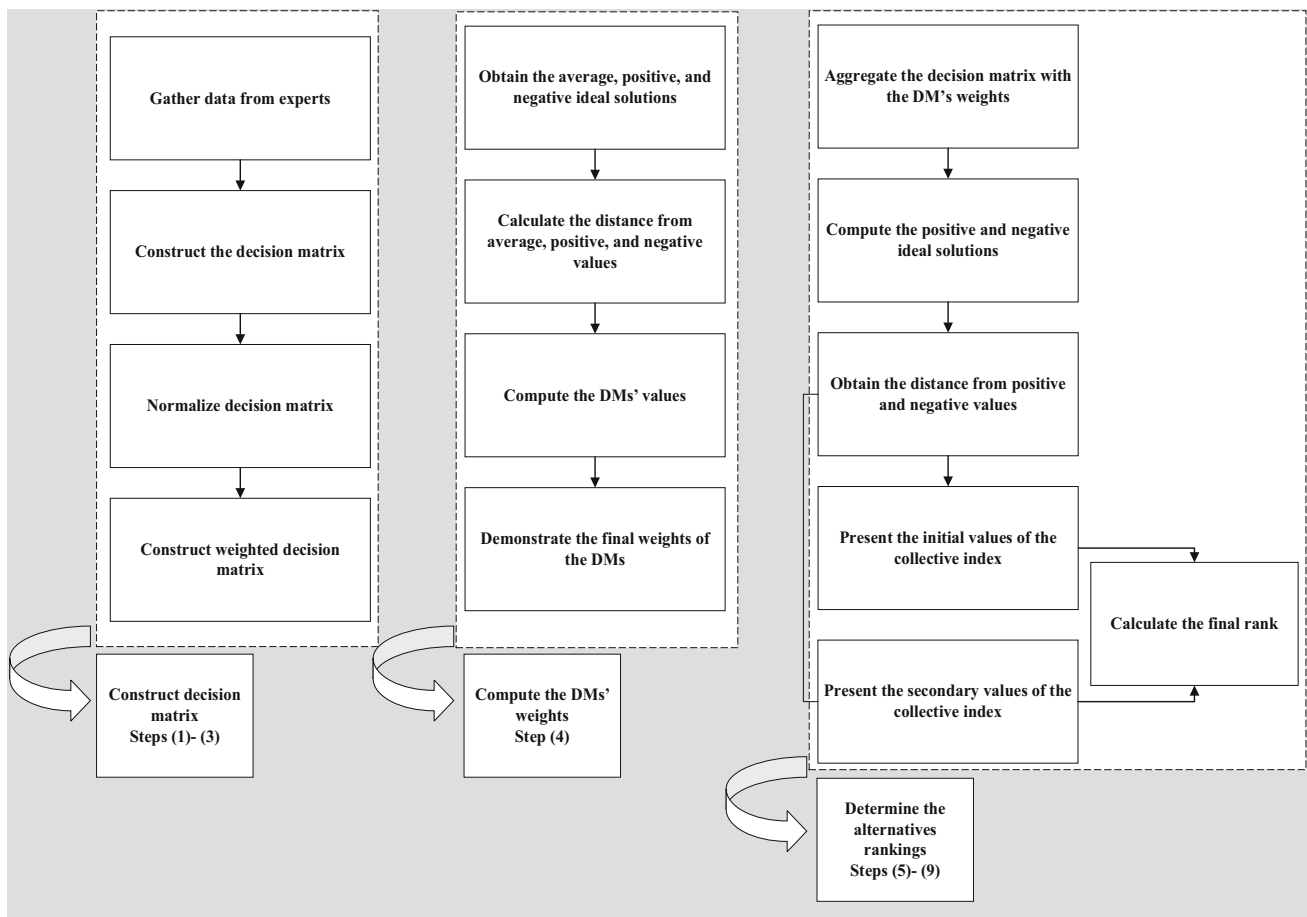 Gather data from experts
Construct the decision matrix
Normalize decision matrix
Construct weighted decision
matrix
Construct decision
matrix
Steps (1)- (3)
Obtain the average, positive, and
negative ideal solutions
Calculate the distance from
average, positive, and negative
values
Compute the DMs’ values
Demonstrate the final weights of
the DMs
Compute the DMs’
weights
Step (4)
Aggregate the decision matrix with
the DM’s weights
Compute the positive and negative
ideal solutions
Obtain the distance from positive
and negative values
Present the initial values of the
collective index
Present the secondary values of the
collective index
Calculate the final rank
Determine the
alternatives
rankings
Steps (5)- (9)